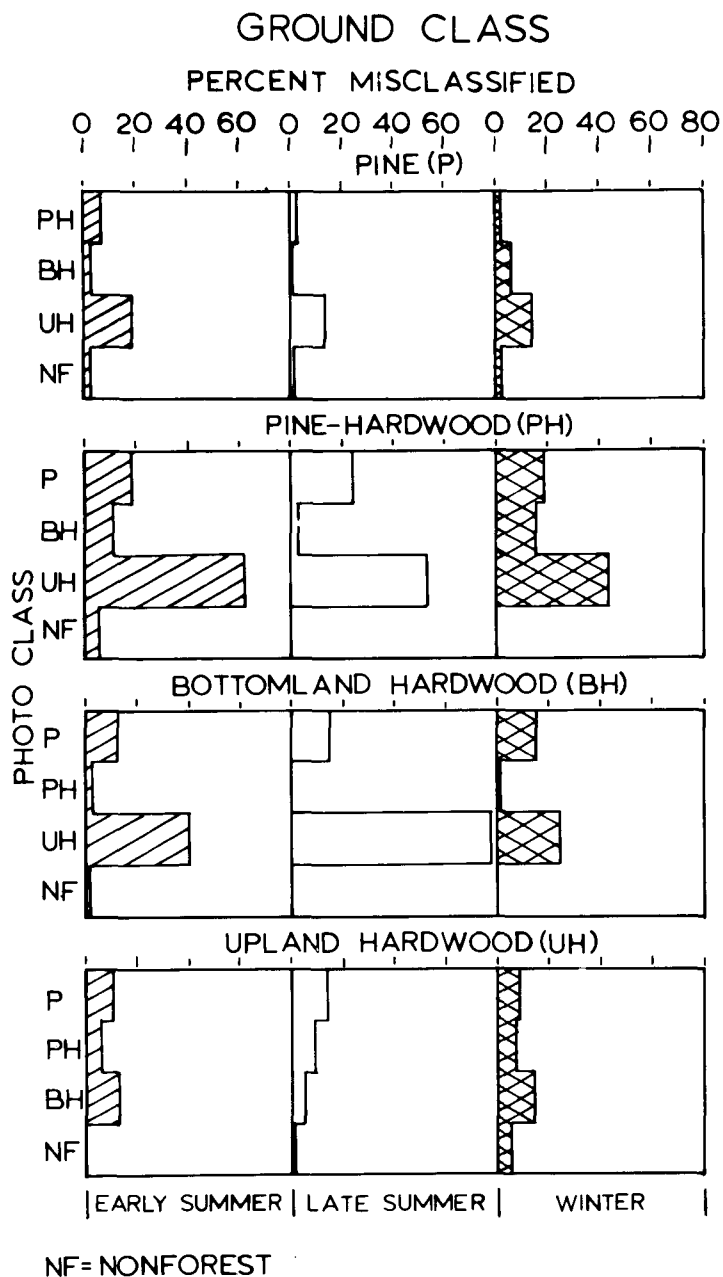 GROUND CLASS
PERCENT MISCLASSIFIED
0 20 40 60 0 20 40 60 0 20 40 60 80
PINE (P)
PH
BH
UH
NF
PINE-HARDWOOD (PH)
P
BH
UH
NF
PHOTO CLASS
BOTTOMLAND HARDWOOD (BH)
P
PH
UH
NF
UPLAND HARDWOOD (UH)
P
PH
BH
NF
EARLY SUMMER LATE SUMMER WINTER
NF= NONFOREST